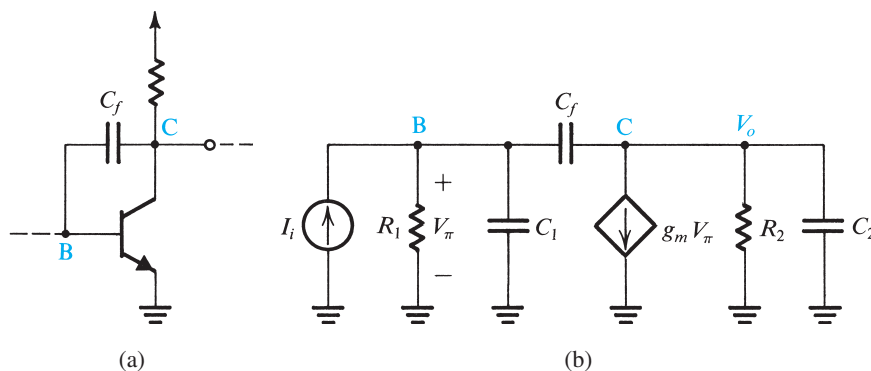 C_f
C
B
(a)
B
C_f
C
V_o
I_i
R_1
+
V_π
−
C_1
g_m V_π
R_2
C_2
(b)